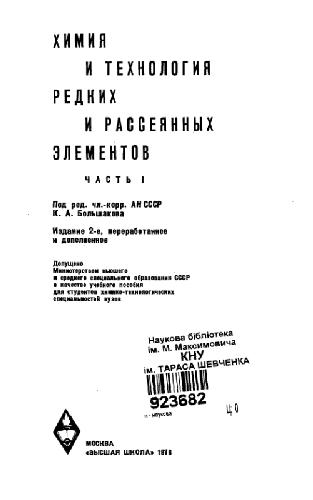 ХИМИЯ
И ТЕХНОЛОГИЯ
РЕДКИХ
И РАССЕЯННЫХ
ЭЛЕМЕНТОВ
ЧАСТЬ I
Под ред. чл.-корр. АН СССР
К. А. Большакова
Издание 2-е, переработанное
и дополненное
Допущено
Министерством высшего
и среднего специального образования СССР
в качестве учебного пособия
для студентов химико-технологических
специальностей вузов
Наукова бібліотека
ім. М. Максимовича
КНУ
ім. ТАРАСА ШЕВЧЕНКА
923682
МОСКВА
«ВЫСШАЯ ШКОЛА» 1976